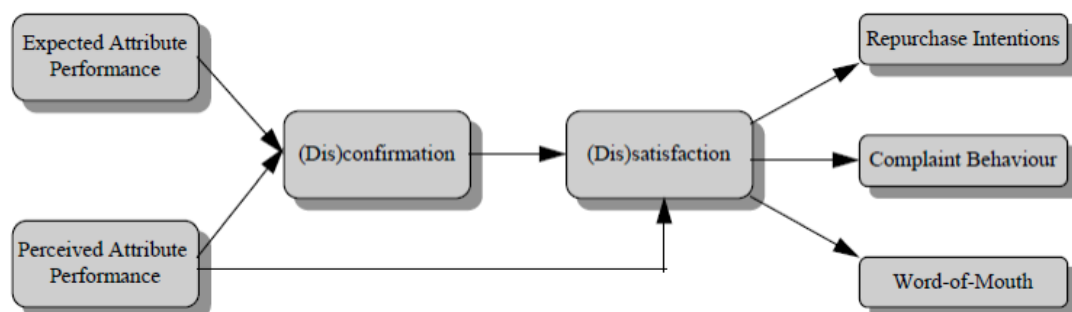 Expected Attribute
Performance
Perceived Attribute
Performance
(Dis)confirmation
(Dis)satisfaction
Repurchase Intentions
Complaint Behaviour
Word-of-Mouth